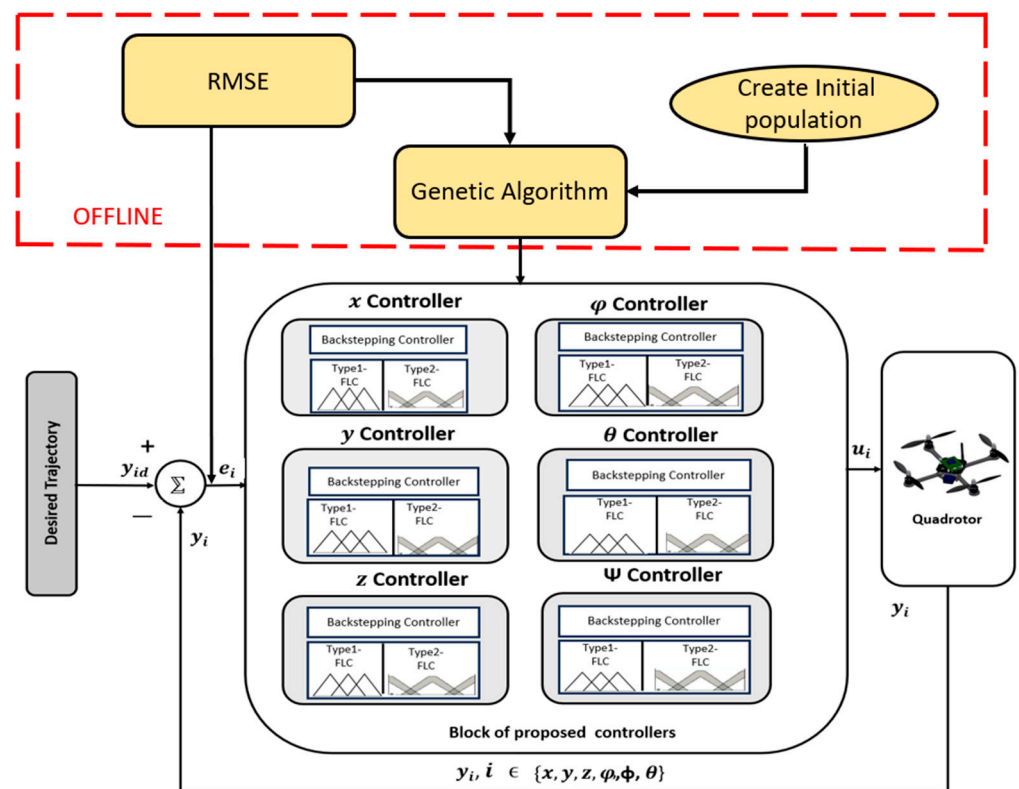 RMSE
Create Initial
population
Genetic Algorithm
OFFLINE
x Controller
Backstepping Controller
Type1-
FLC
Type2-
FLC
φ Controller
Backstepping Controller
Type1-
FLC
Type2-
FLC
y Controller
Backstepping Controller
Type1-
FLC
Type2-
FLC
θ Controller
Backstepping Controller
Type1-
FLC
Type2-
FLC
z Controller
Backstepping Controller
Type1-
FLC
Type2-
FLC
Ψ Controller
Backstepping Controller
Type1-
FLC
Type2-
FLC
Block of proposed controllers
Desired Trajectory
y_id
+
−
Σ
e_i
y_i
u_i
Quadrotor
y_i
y_i, i ∈ {x, y, z, φ,ϕ, θ}